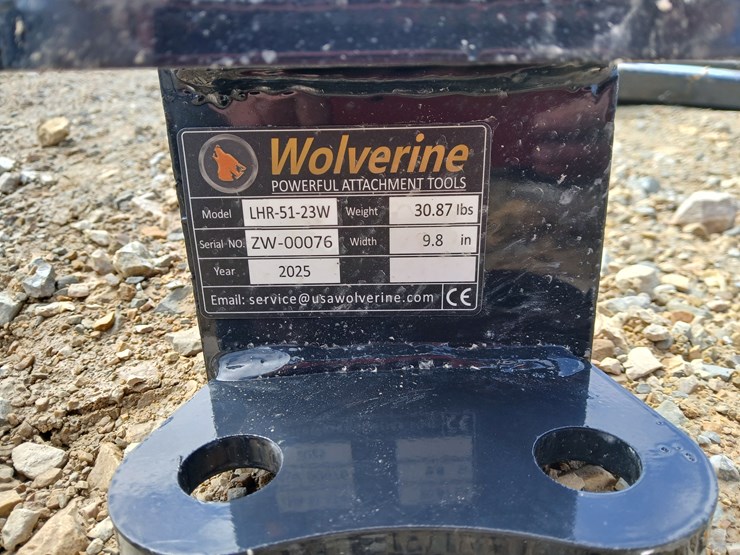 Wolverine
POWERFUL ATTACHMENT TOOLS
Model LHR-51-23W Weight 30.87 lbs
Serial NO. ZW-00076 Width 9.8 in
Year 2025
Email: service@usawolverine.com CE